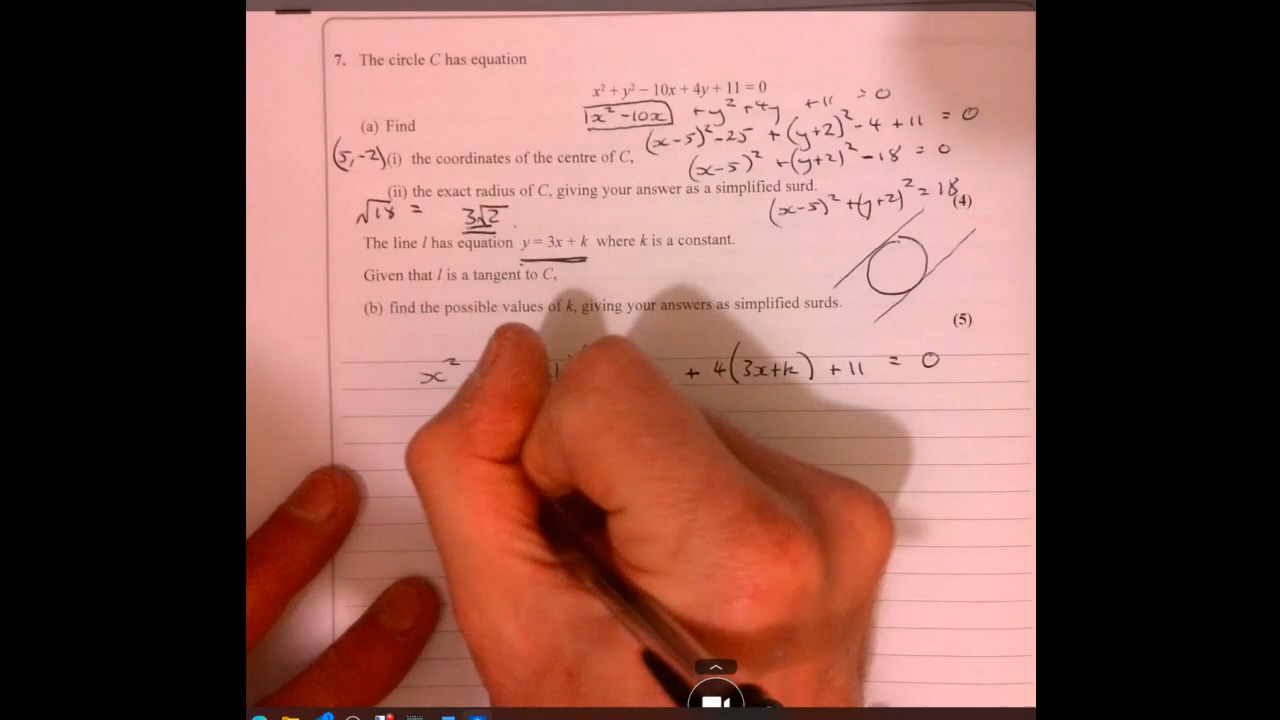 7. The circle C has equation
x² + y² − 10x + 4y + 11 = 0
x² − 10x + y² + 4y + 11 = 0
(a) Find
(x−5)² − 25 + (y+2)² − 4 + 11 = 0
(5, −2) (i) the coordinates of the centre of C,
(x−5)² + (y+2)² − 18 = 0
(ii) the exact radius of C, giving your answer as a simplified surd.
(x−5)² + (y+2)² = 18
(4)
√18 = 3√2
The line l has equation y = 3x + k where k is a constant.
Given that l is a tangent to C,
(b) find the possible values of k, giving your answers as simplified surds.
(5)
x² + 4(3x+k) + 11 = 0